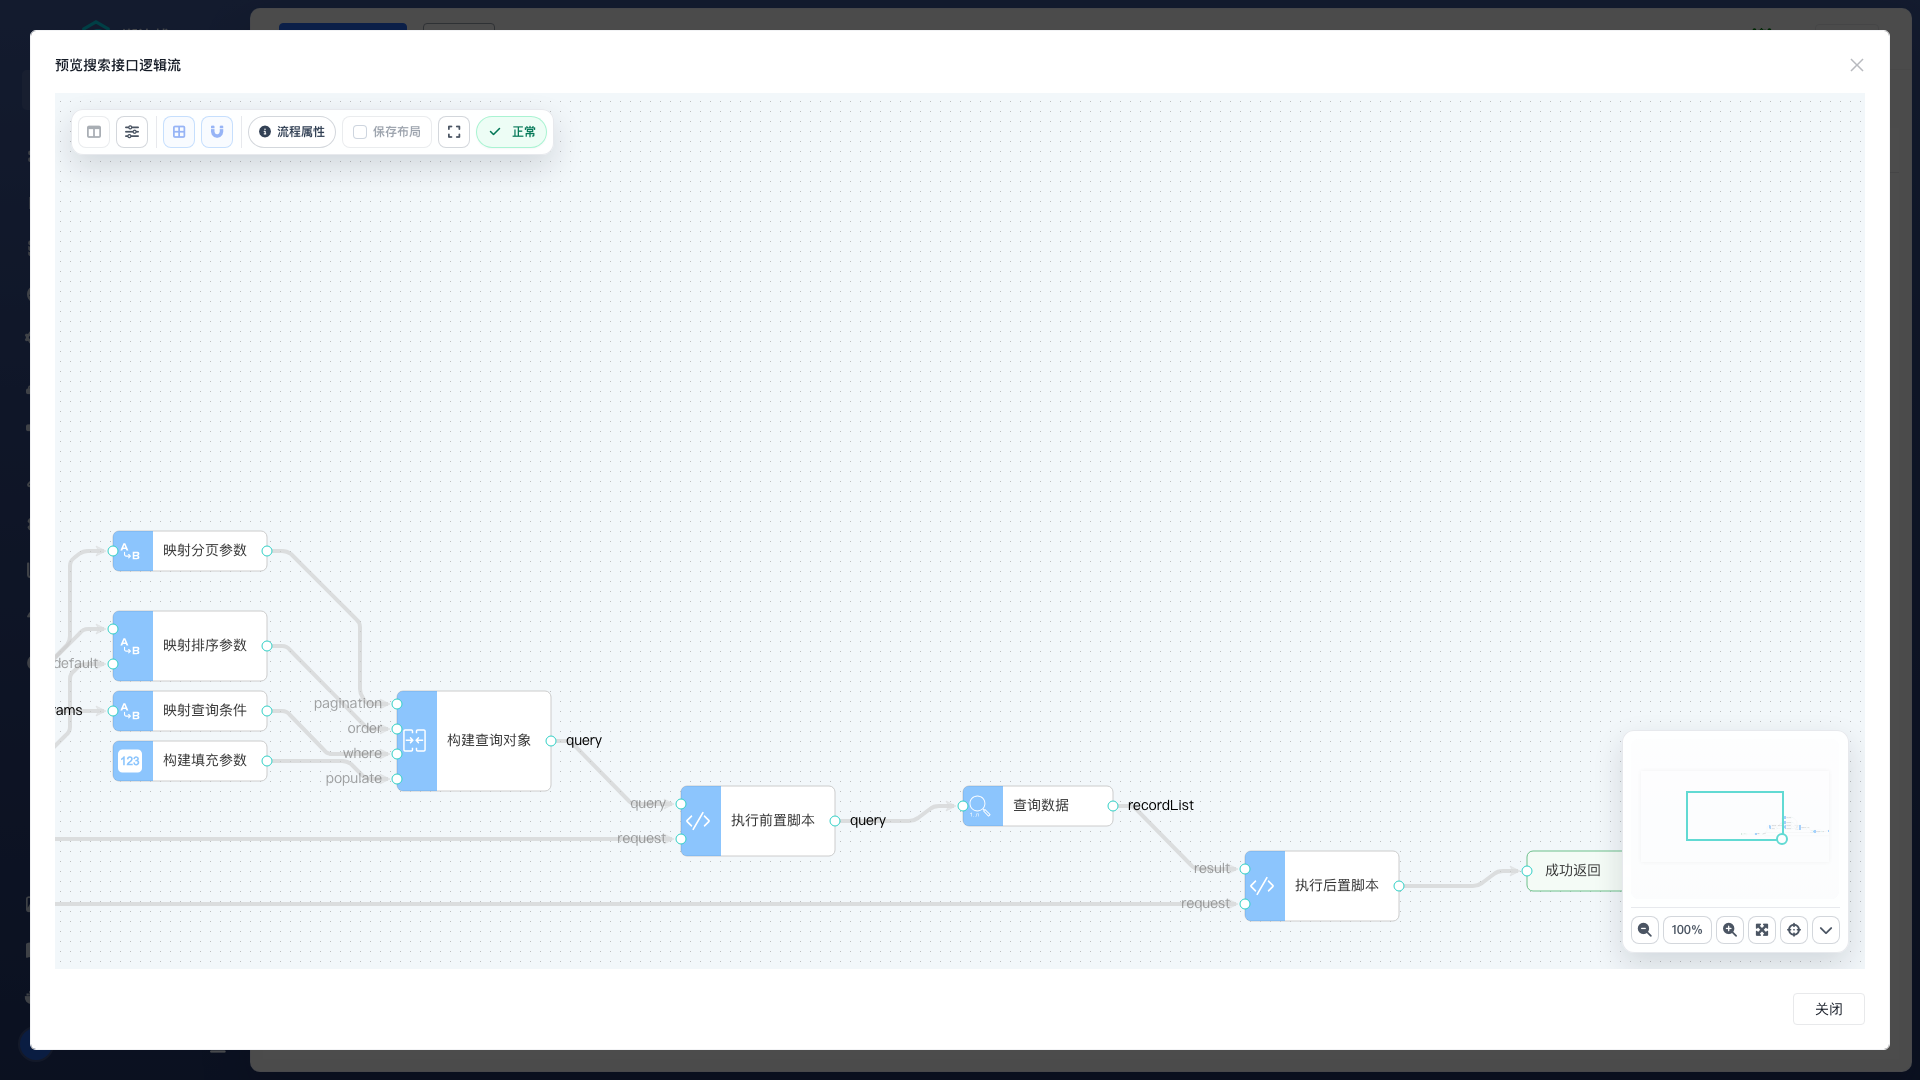 预览搜索接口逻辑流
流程属性
保存布局
正常
映射分页参数
映射排序参数
default
映射查询条件
rams
构建填充参数
pagination
order
where
populate
构建查询对象
query
query
request
执行前置脚本
query
查询数据
recordList
result
request
执行后置脚本
成功返回
100%
关闭